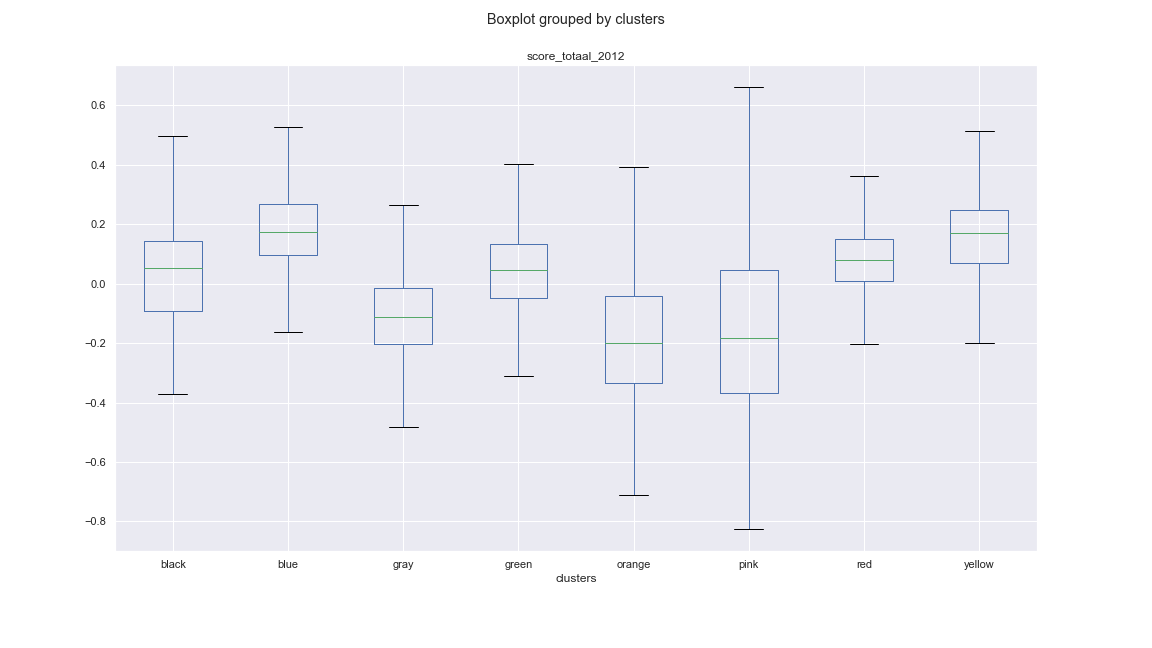 Boxplot grouped by clusters
score_totaal_2012
0.6
0.4
0.2
0.0
−0.2
−0.4
−0.6
−0.8
black blue gray green orange pink red yellow
clusters